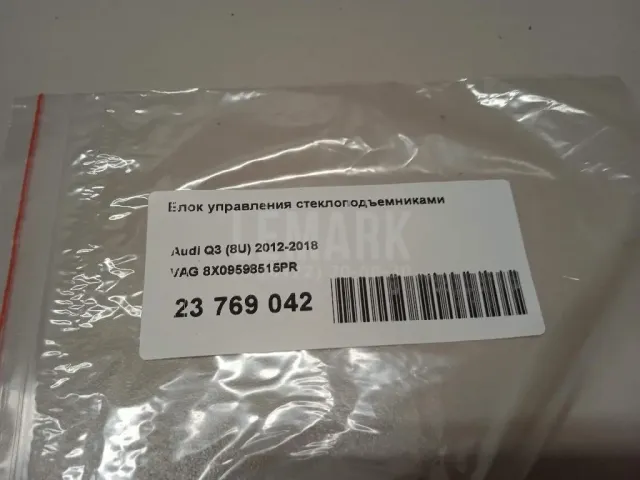 Блок управления стеклоподъемниками
Audi Q3 (8U) 2012-2018
VAG 8X09598515PR
23 769 042
LEMARK